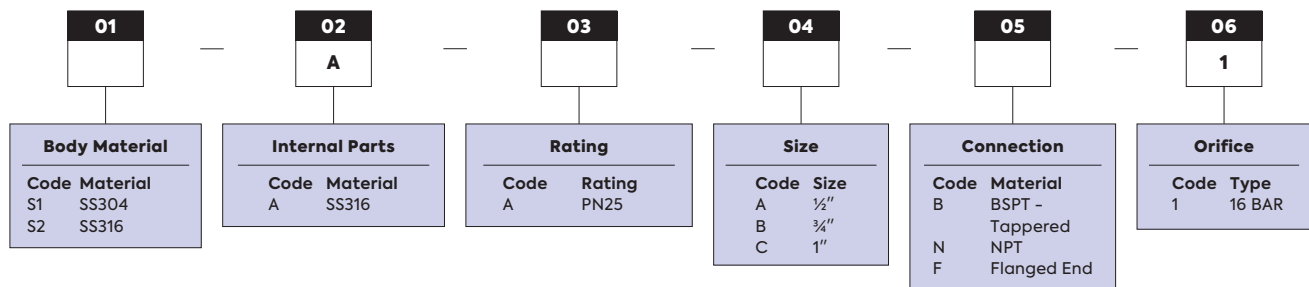 01 — 02 — 03 — 04 — 05 — 06
A 1
Body Material
Code Material
S1 SS304
S2 SS316
Internal Parts
Code Material
A SS316
Rating
Code Rating
A PN25
Size
Code Size
A ½"
B ¾"
C 1"
Connection
Code Material
B BSPT -
Tappered
N NPT
F Flanged End
Orifice
Code Type
1 16 BAR